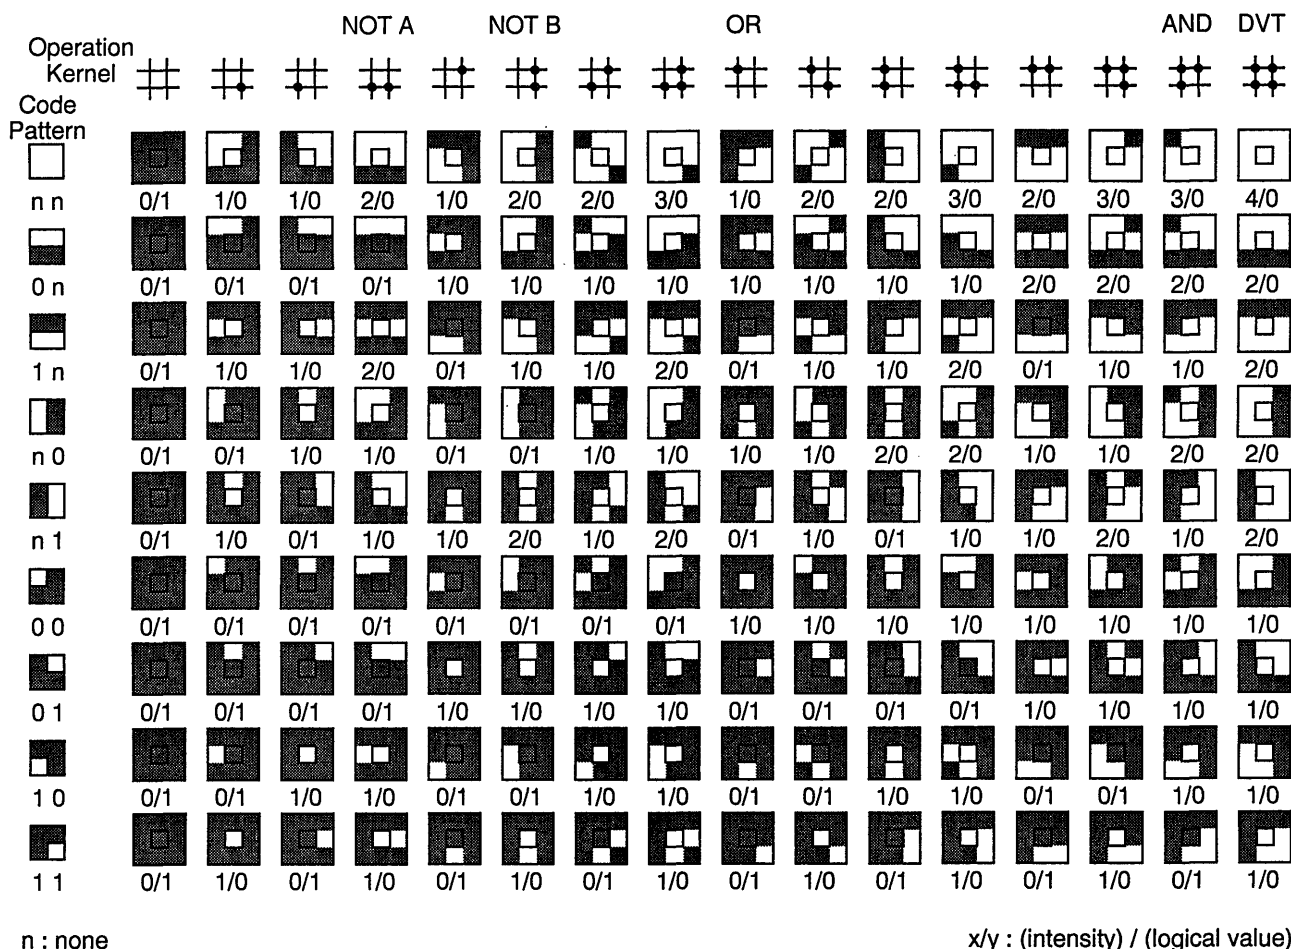 NOT A NOT B OR AND DVT
Operation
Kernel
Code
Pattern
n n 0/1 1/0 1/0 2/0 1/0 2/0 2/0 3/0 1/0 2/0 2/0 3/0 2/0 3/0 3/0 4/0
0 n 0/1 0/1 0/1 0/1 1/0 1/0 1/0 1/0 1/0 1/0 1/0 1/0 2/0 2/0 2/0 2/0
1 n 0/1 1/0 1/0 2/0 0/1 1/0 1/0 2/0 0/1 1/0 1/0 2/0 0/1 1/0 1/0 2/0
n 0 0/1 0/1 1/0 1/0 0/1 0/1 1/0 1/0 1/0 1/0 2/0 2/0 1/0 1/0 2/0 2/0
n 1 0/1 1/0 0/1 1/0 1/0 2/0 1/0 2/0 0/1 1/0 0/1 1/0 1/0 2/0 1/0 2/0
0 0 0/1 0/1 0/1 0/1 0/1 0/1 0/1 0/1 1/0 1/0 1/0 1/0 1/0 1/0 1/0 1/0
0 1 0/1 0/1 0/1 0/1 1/0 1/0 1/0 1/0 0/1 0/1 0/1 0/1 1/0 1/0 1/0 1/0
1 0 0/1 0/1 1/0 1/0 0/1 0/1 1/0 1/0 0/1 0/1 1/0 1/0 0/1 0/1 1/0 1/0
1 1 0/1 1/0 0/1 1/0 0/1 1/0 0/1 1/0 0/1 1/0 0/1 1/0 0/1 1/0 0/1 1/0
n : none x/y : (intensity) / (logical value)